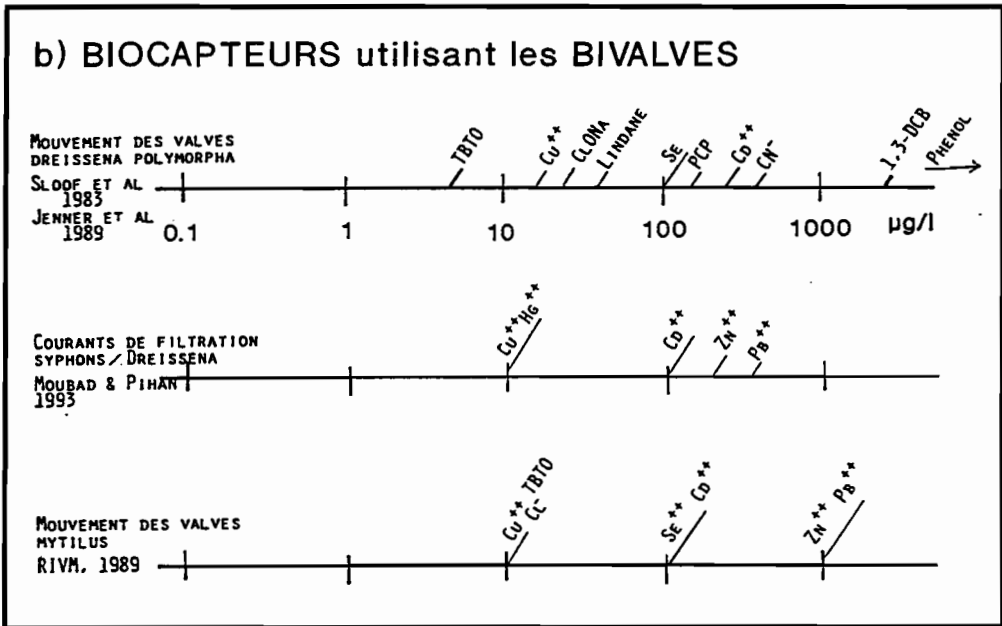 b) BIOCAPTEURS utilisant les BIVALVES
MOUVEMENT DES VALVES
DREISSENA POLYMORPHA
SLOOF ET AL
1983
JENNER ET AL
1989
TBTO
Cu++
CLONA
LINDANE
SE
PCP
CD++
CN-
1,3-DCB
PHENOL
0.1 1 10 100 1000 µg/l
COURANTS DE FILTRATION
SYPHONS/DREISSENA
MOUBAD & PIHAN
1993
Cu++ HG++
CD++
ZN++
PB++
MOUVEMENT DES VALVES
MYTILUS
RIVM, 1989
Cu++ TBTO
CL-
SE++ CD++
ZN++ PB++